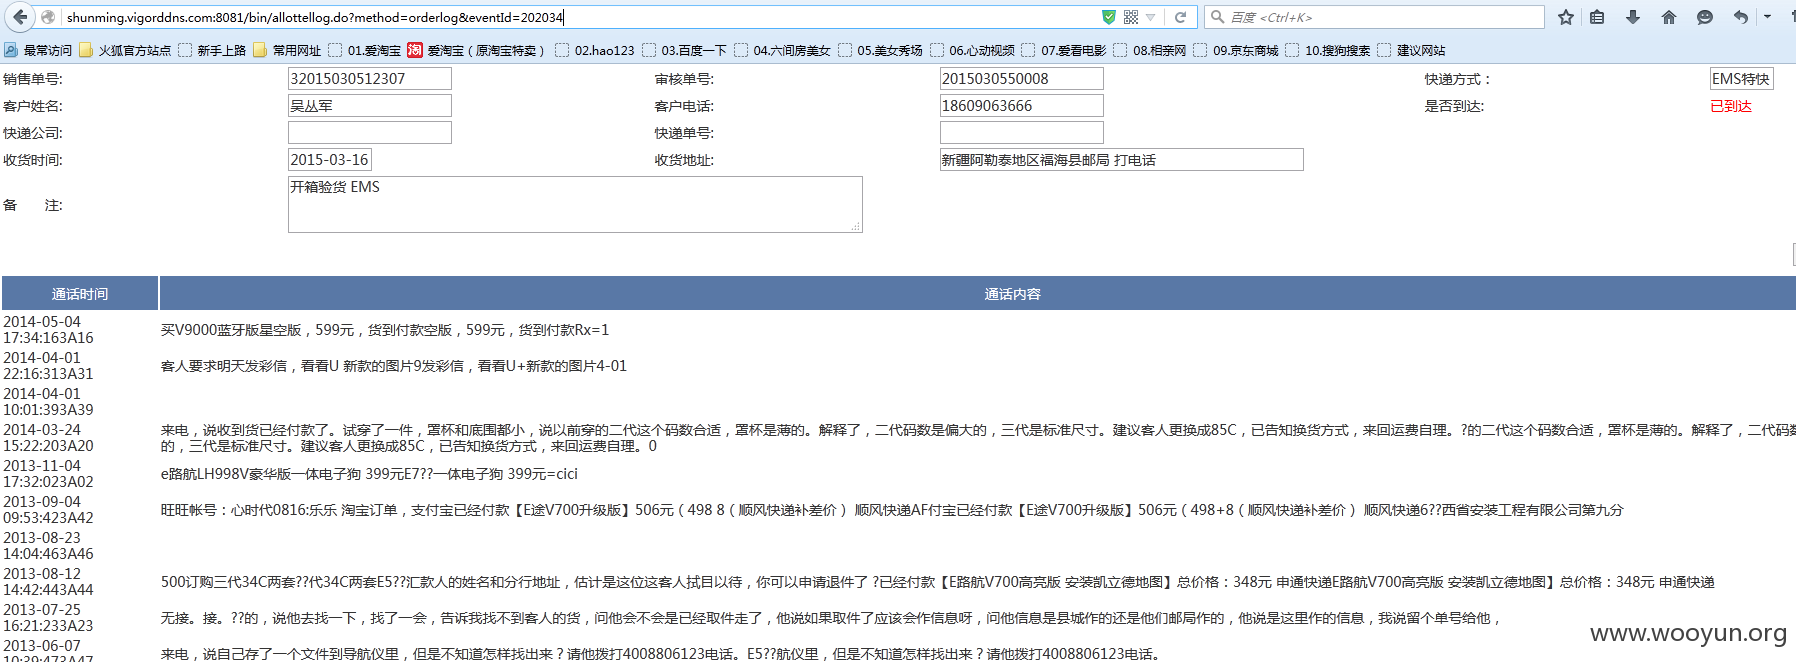 shunming.vigorddns.com:8081/bin/allottellog.do?method=orderlog&eventId=202034
百度 <Ctrl+K>
最常访问 火狐官方站点 新手上路 常用网址 01.爱淘宝 淘 爱淘宝（原淘宝特卖） 02.hao123 03.百度一下 04.六间房美女 05.美女秀场 06.心动视频 07.爱看电影 08.相亲网 09.京东商城 10.搜狗搜索 建议网站
销售单号: 32015030512307 审核单号: 2015030550008 快递方式： EMS特快
客户姓名: 吴丛军 客户电话: 18609063666 是否到达: 已到达
快递公司: 快递单号:
收货时间: 2015-03-16 收货地址: 新疆阿勒泰地区福海县邮局 打电话
备 注: 开箱验货 EMS
通话时间 通话内容
2014-05-04
17:34:163A16
买V9000蓝牙版星空版，599元，货到付款空版，599元，货到付款Rx=1
2014-04-01
22:16:313A31
客人要求明天发彩信，看看U 新款的图片9发彩信，看看U+新款的图片4-01
2014-04-01
10:01:393A39
2014-03-24
15:22:203A20
来电，说收到货已经付款了。试穿了一件，罩杯和底围都小，说以前穿的二代这个码数合适，罩杯是薄的。解释了，二代码数是偏大的，三代是标准尺寸。建议客人更换成85C，已告知换货方式，来回运费自理。?的二代这个码数合适，罩杯是薄的。解释了，二代码数
的，三代是标准尺寸。建议客人更换成85C，已告知换货方式，来回运费自理。0
2013-11-04
17:32:023A02
e路航LH998V豪华版一体电子狗 399元E7??一体电子狗 399元=cici
2013-09-04
09:53:423A42
旺旺帐号：心时代0816:乐乐 淘宝订单，支付宝已经付款【E途V700升级版】506元（498 8（顺风快递补差价） 顺风快递AF付宝已经付款【E途V700升级版】506元（498+8（顺风快递补差价） 顺风快递6??西省安装工程有限公司第九分
2013-08-23
14:04:463A46
2013-08-12
14:42:443A44
500订购三代34C两套??代34C两套E5??汇款人的姓名和分行地址，估计是这位这客人拭目以待，你可以申请退件了 ?已经付款【E路航V700高亮版 安装凯立德地图】总价格：348元 申通快递E路航V700高亮版 安装凯立德地图】总价格：348元 申通快递
2013-07-25
16:21:233A23
无接。接。??的，说他去找一下，找了一会，告诉我找不到客人的货，问他会不会是已经取件走了，他说如果取件了应该会作信息呀，问他信息是县城作的还是他们邮局作的，他说是这里作的信息，我说留个单号给他，
2013-06-07
10:39:473A47
来电，说自己存了一个文件到导航仪里，但是不知道怎样找出来？请他拨打4008806123电话。E5??航仪里，但是不知道怎样找出来？请他拨打4008806123电话。
www.wooyun.org